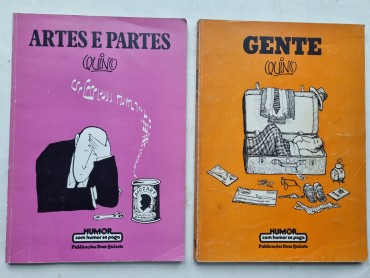 ARTES E PARTES
QUINO
MOZART
HUMOR
com humor se paga
Publicações Dom Quixote
GENTE
QUINO
HUMOR
com humor se paga
Publicações Dom Quixote